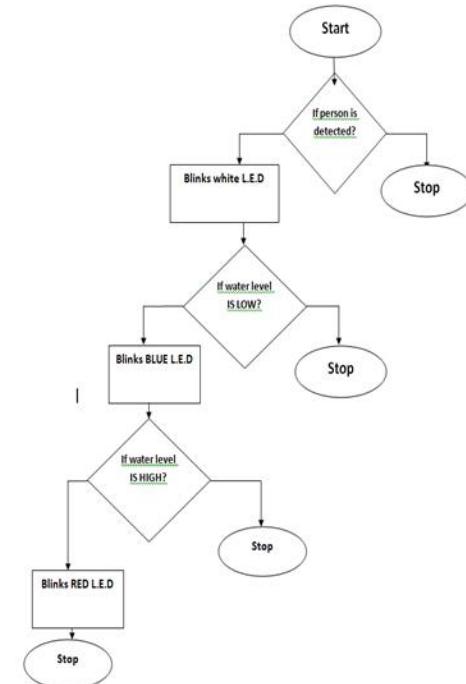 Start
If person is
detected?
Blinks white L.E.D
Stop
If water level
IS LOW?
Blinks BLUE L.E.D
Stop
If water level
IS HIGH?
Stop
Blinks RED L.E.D
Stop